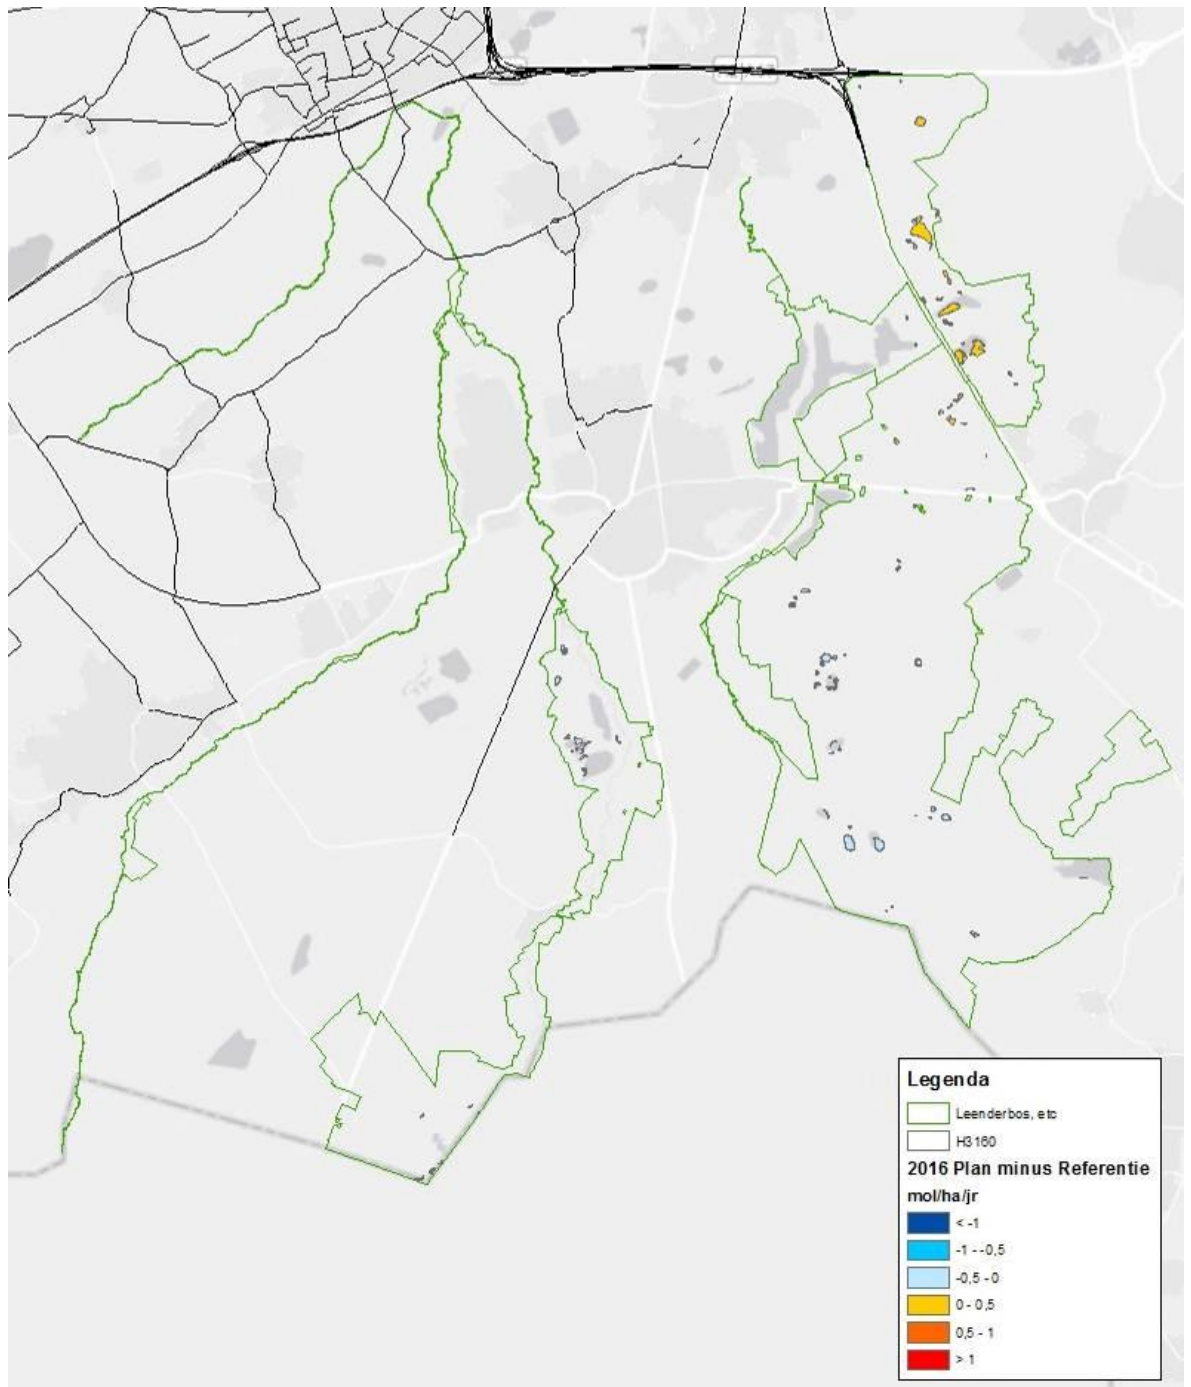 Legenda
Leenderbos, etc
H3160
2016 Plan minus Referentie
mol/ha/jr
< -1
-1 - -0,5
-0,5 - 0
0 - 0,5
0,5 - 1
> 1